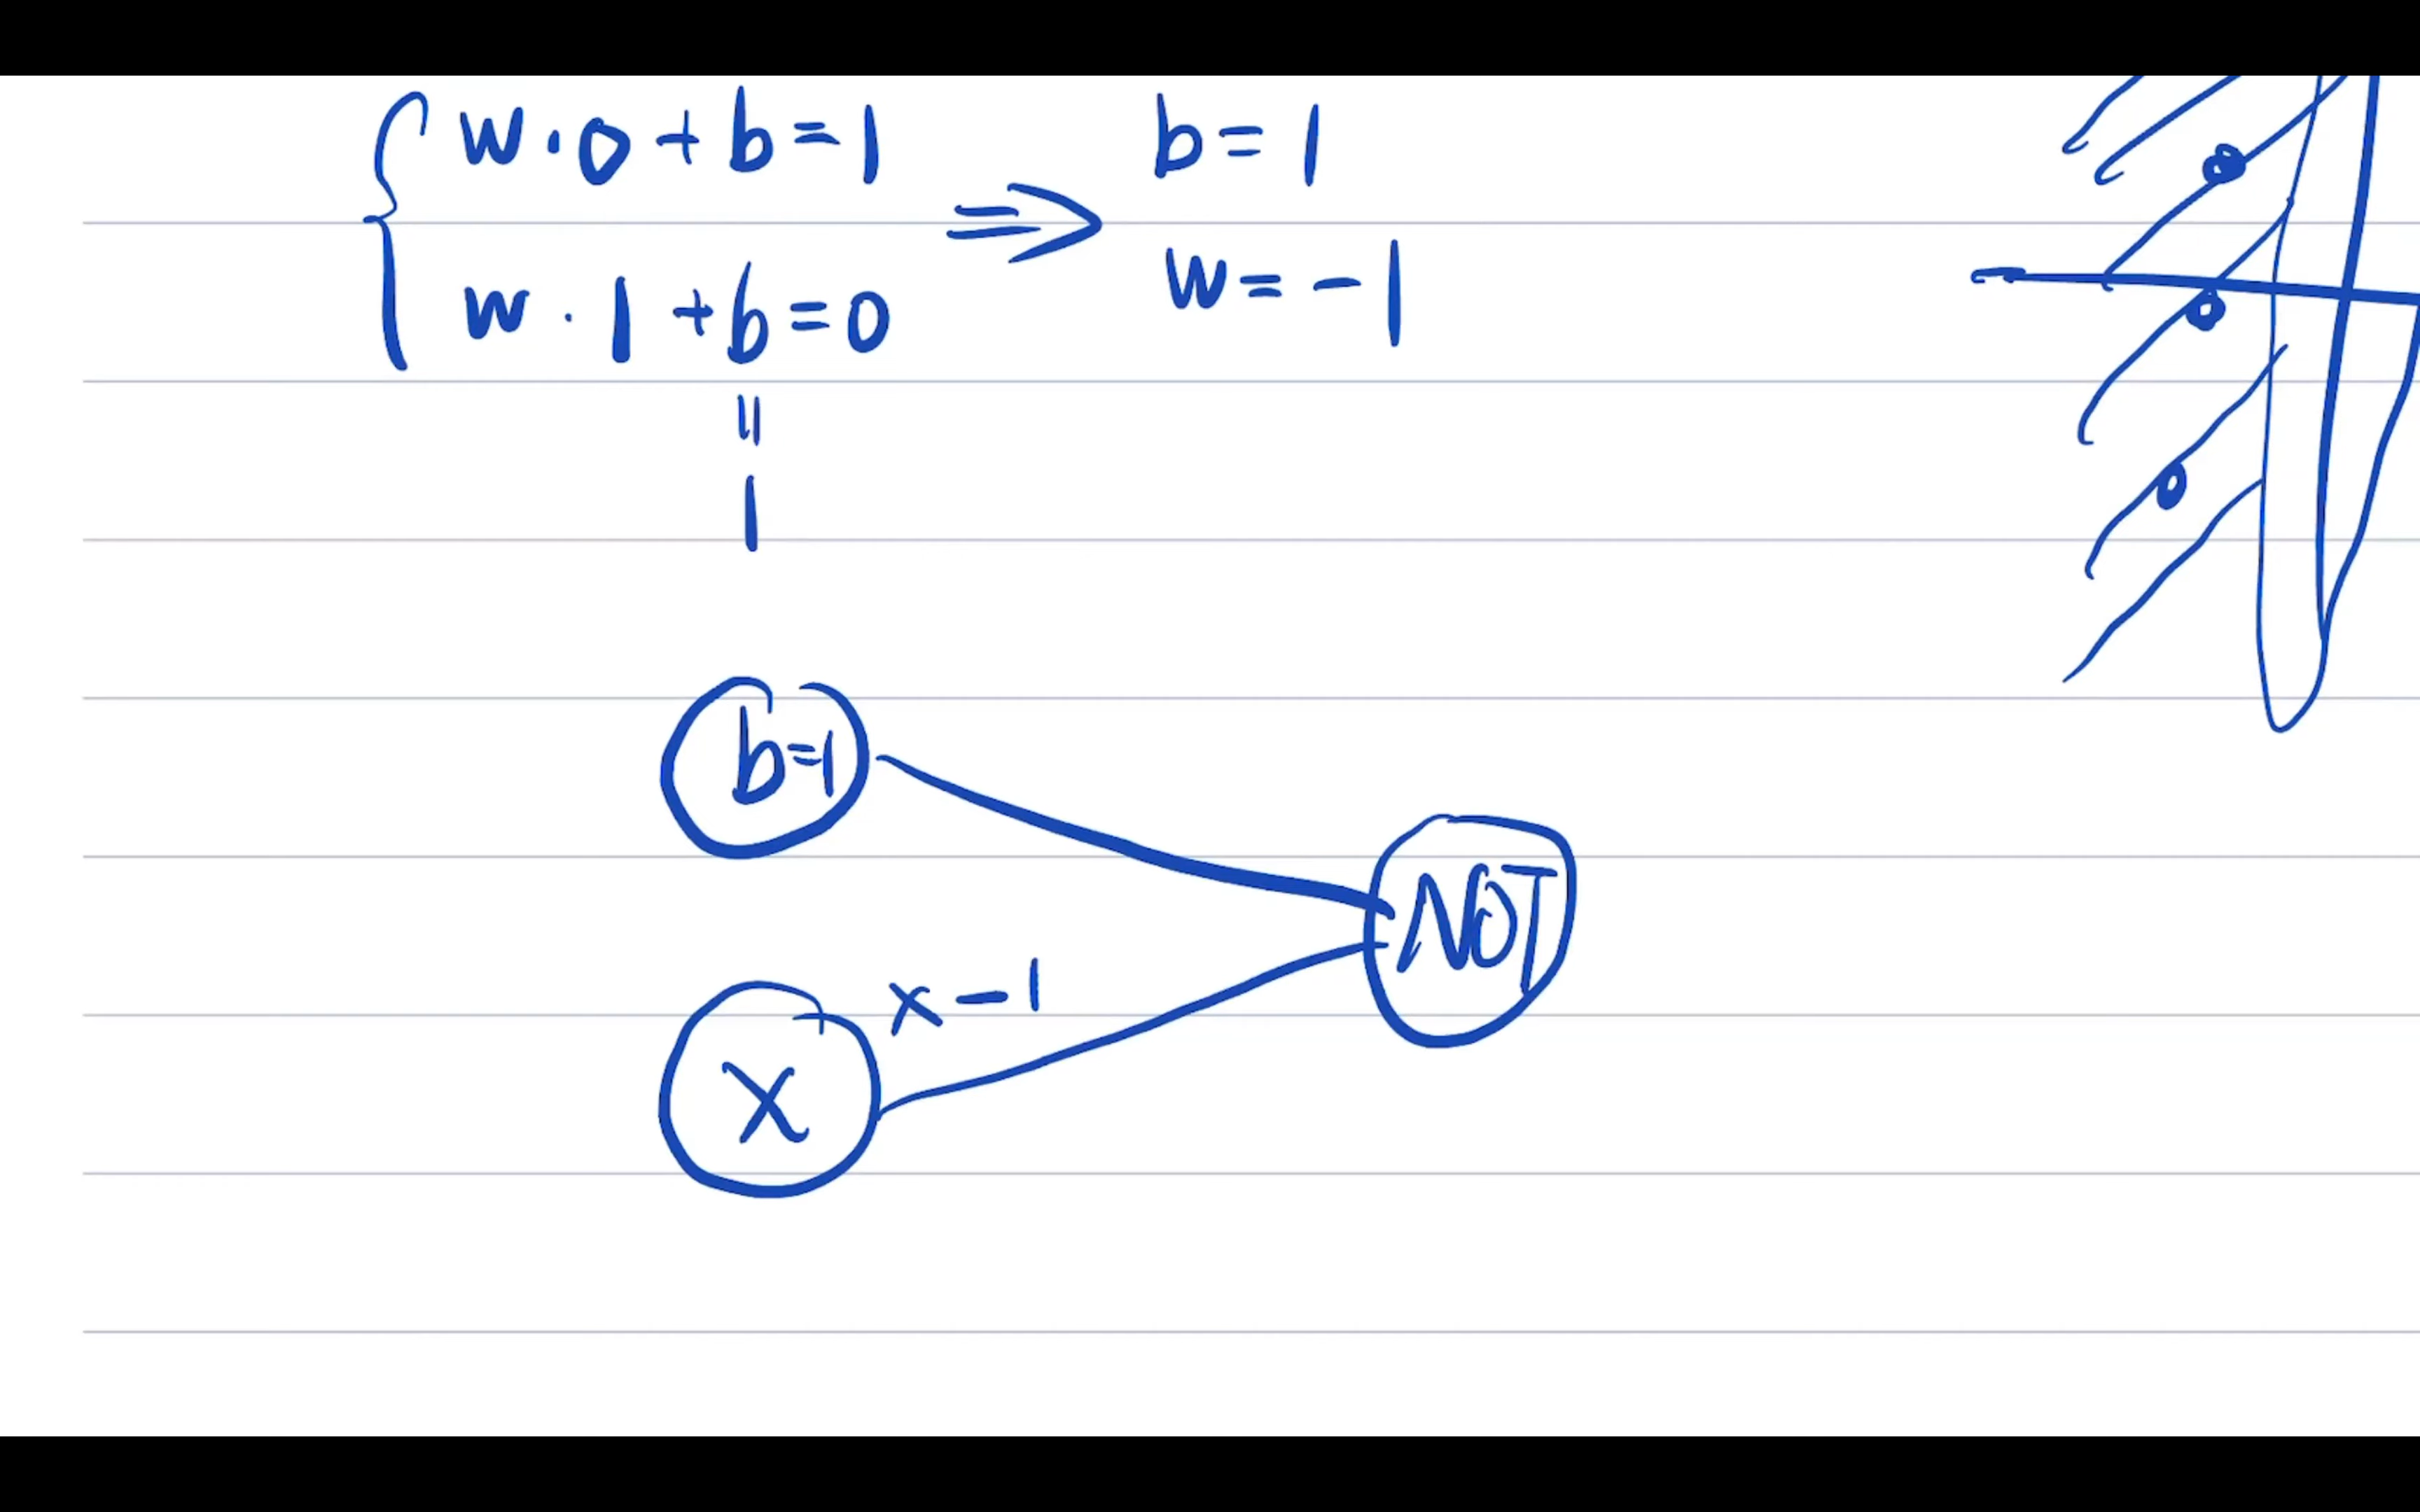 w · 0 + b = 1 ⇒ b = 1
w · 1 + b = 0 w = - 1
=
1
b=1
NOT
x - 1
x